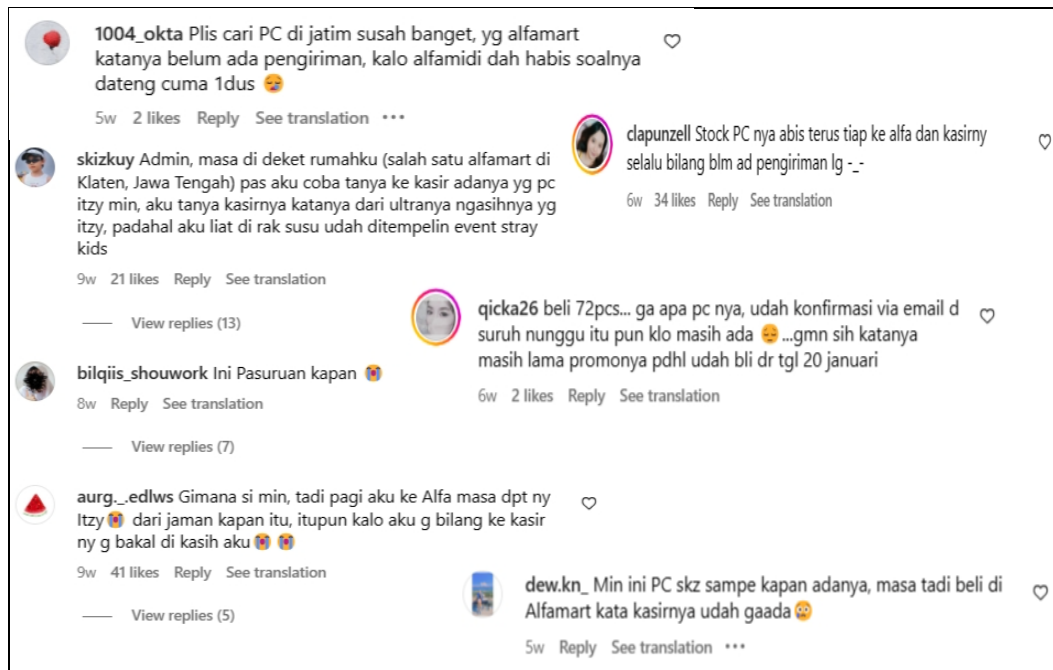 1004_okta Plis cari PC di jatim susah banget, yg alfamart
katanya belum ada pengiriman, kalo alfamidi dah habis soalnya
dateng cuma 1dus 😪
5w 2 likes Reply See translation •••
clapunzell Stock PC nya abis terus tiap ke alfa dan kasirny
selalu bilang blm ad pengiriman lg -_-
6w 34 likes Reply See translation
skizkuy Admin, masa di deket rumahku (salah satu alfamart di
Klaten, Jawa Tengah) pas aku coba tanya ke kasir adanya yg pc
itzy min, aku tanya kasirnya katanya dari ultranya ngasihnya yg
itzy, padahal aku liat di rak susu udah ditempelin event stray
kids
9w 21 likes Reply See translation
View replies (13)
qicka26 beli 72pcs... ga apa pc nya, udah konfirmasi via email d
suruh nunggu itu pun klo masih ada 😔...gmn sih katanya
masih lama promonya pdhl udah bli dr tgl 20 januari
6w 2 likes Reply See translation
bilqiis_shouwork Ini Pasuruan kapan 😭
8w Reply See translation
View replies (7)
aurg._.edlws Gimana si min, tadi pagi aku ke Alfa masa dpt ny
Itzy😭 dari jaman kapan itu, itupun kalo aku g bilang ke kasir
ny g bakal di kasih aku😭 😭
9w 41 likes Reply See translation
View replies (5)
dew.kn_ Min ini PC skz sampe kapan adanya, masa tadi beli di
Alfamart kata kasirnya udah gaada😳
5w Reply See translation •••